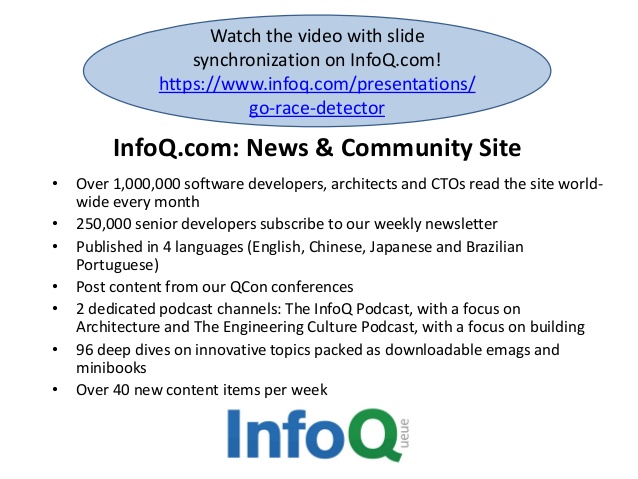 Watch the video with slide
synchronization on InfoQ.com!
https://www.infoq.com/presentations/
go-race-detector
InfoQ.com: News & Community Site
• Over 1,000,000 software developers, architects and CTOs read the site world-
wide every month
• 250,000 senior developers subscribe to our weekly newsletter
• Published in 4 languages (English, Chinese, Japanese and Brazilian
Portuguese)
• Post content from our QCon conferences
• 2 dedicated podcast channels: The InfoQ Podcast, with a focus on
Architecture and The Engineering Culture Podcast, with a focus on building
• 96 deep dives on innovative topics packed as downloadable emags and
minibooks
• Over 40 new content items per week
InfoQ
ueue